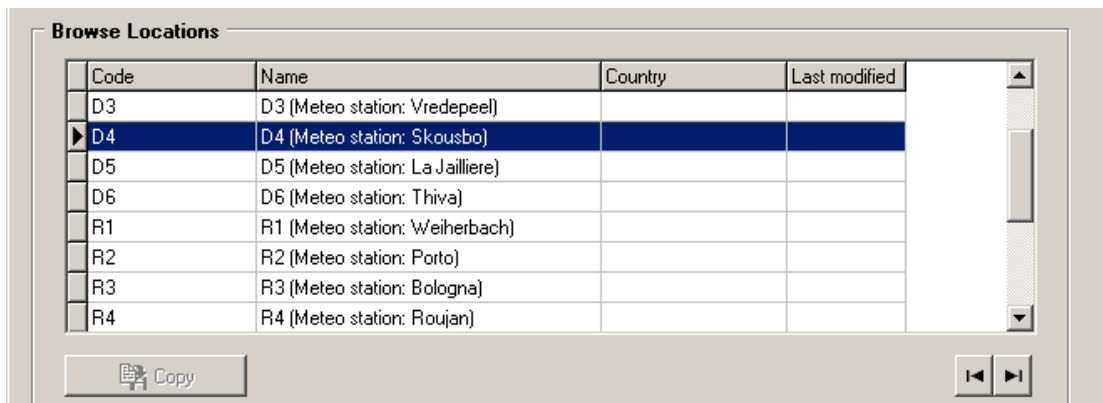 Browse Locations
Code Name Country Last modified
D3 D3 (Meteo station: Vredepeel)
D4 D4 (Meteo station: Skousbo)
D5 D5 (Meteo station: La Jailliere)
D6 D6 (Meteo station: Thiva)
R1 R1 (Meteo station: Weiherbach)
R2 R2 (Meteo station: Porto)
R3 R3 (Meteo station: Bologna)
R4 R4 (Meteo station: Roujan)
Copy